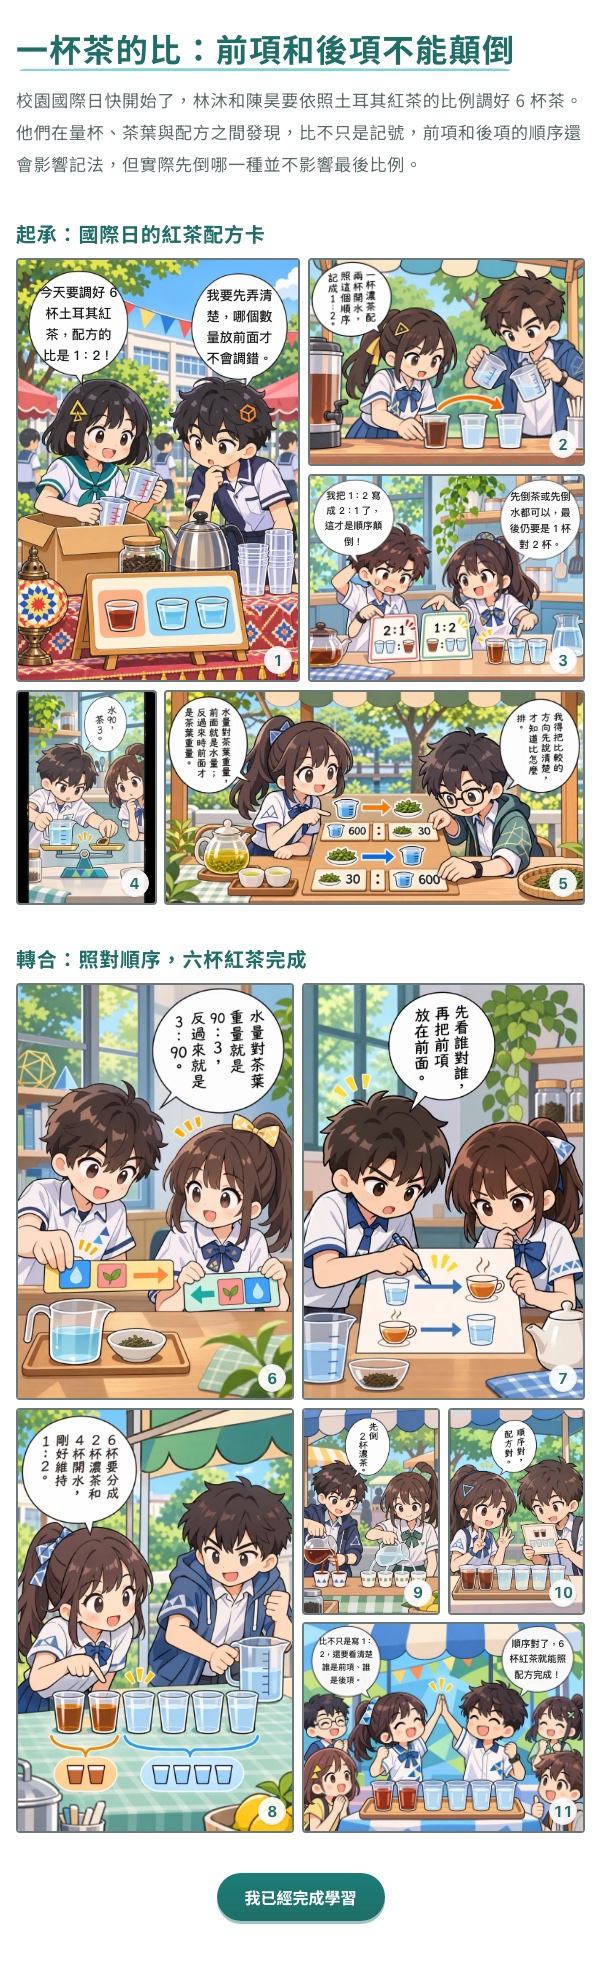 一杯茶的比：前項和後項不能顛倒
校園國際日快開始了，林沐和陳昊要依照土耳其紅茶的比例調好 6 杯茶。
他們在量杯、茶葉與配方之間發現，比不只是記號，前項和後項的順序還
會影響記法，但實際先倒哪一種並不影響最後比例。
起承：國際日的紅茶配方卡
今天要調好 6
杯土耳其紅
茶，配方的
比是 1：2！
我要先弄清
楚，哪個數
量放前面才
不會調錯。
1
一杯濃茶配
兩杯開水，
照這個順序
記成1：2。
2
我把 1：2 寫
成 2：1 了，
這才是順序顛
倒！
先倒茶或先倒
水都可以，最
後仍要是 1 杯
對 2 杯。
2:1
1:2
:
:
3
水90，
茶3。
4
水量對茶葉重量，
前面就是水量；
反過來時前面才
是茶葉重量。
我得把比較的
方向先說清楚，
才知道比怎麼
排。
600 : 30
30 : 600
5
轉合：照對順序，六杯紅茶完成
水量對茶葉
重量就是
90：3，
反過來就是
3：90。
6
先看誰對誰，
再把前項
放在前面。
7
6杯要分成
2杯濃茶和
4杯開水，
剛好維持
1：2。
8
先倒
2杯濃茶。
9
順序對，
配方對。
10
比不只是寫 1：
2，還要看清楚
誰是前項、誰
是後項。
順序對了，6
杯紅茶就能照
配方完成！
11
我已經完成學習